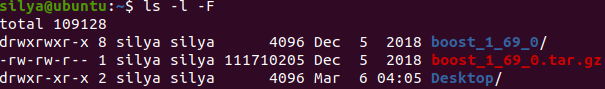 silya@ubuntu:~$ ls -l -F
total 109128
drwxrwxr-x 8 silya silya      4096 Dec  5  2018 boost_1_69_0/
-rw-rw-r-- 1 silya silya 111710205 Dec  5  2018 boost_1_69_0.tar.gz
drwxr-xr-x 2 silya silya      4096 Mar  6 04:05 Desktop/